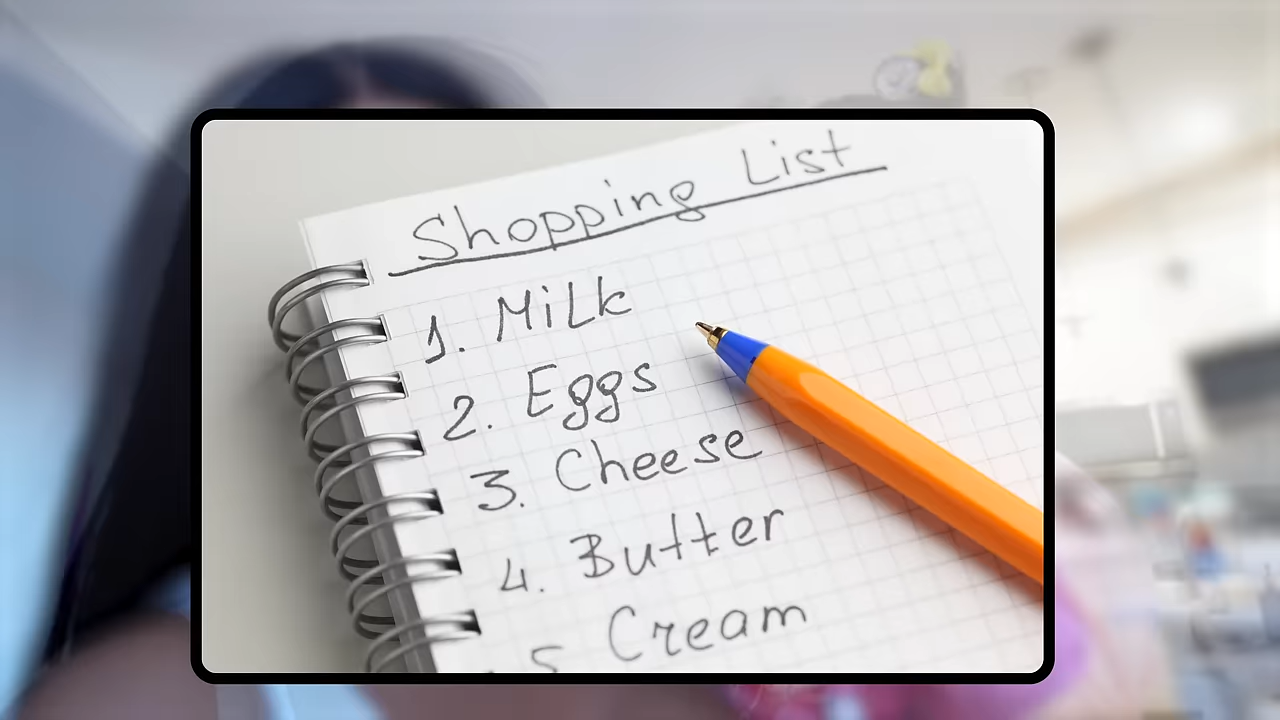 Shopping List
1. Milk
2. Eggs
3. Cheese
4. Butter
5 Cream